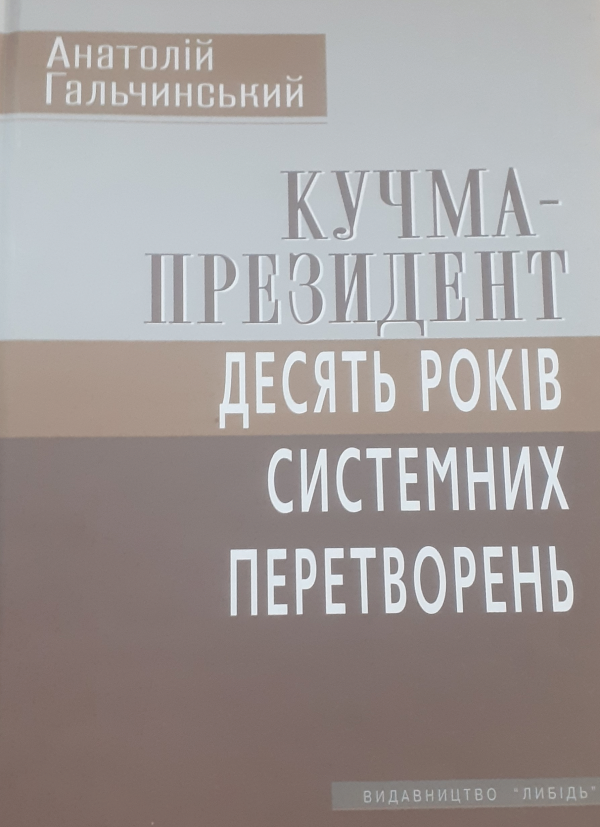 Анатолій
Гальчинський
КУЧМА-
ПРЕЗИДЕНТ
ДЕСЯТЬ РОКІВ
СИСТЕМНИХ
ПЕРЕТВОРЕНЬ
ВИДАВНИЦТВО "ЛИБІДЬ"